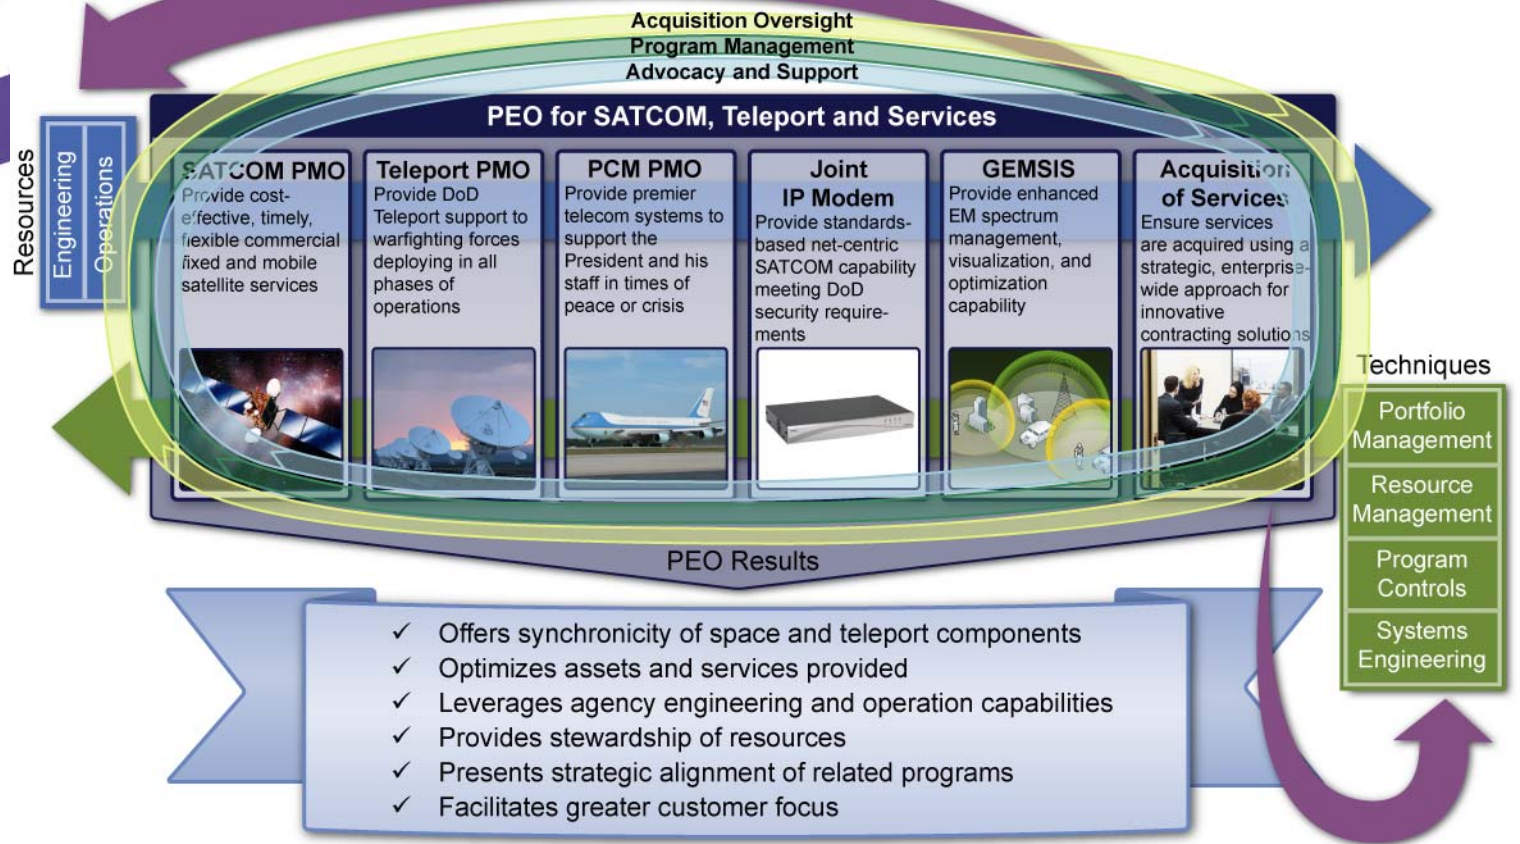 Acquisition Oversight
Program Management
Advocacy and Support
PEO for SATCOM, Teleport and Services
Resources
Engineering
Operations
SATCOM PMO
Provide cost-
effective, timely,
flexible commercial
fixed and mobile
satellite services
Teleport PMO
Provide DoD
Teleport support to
warfighting forces
deploying in all
phases of
operations
PCM PMO
Provide premier
telecom systems to
support the
President and his
staff in times of
peace or crisis
Joint
IP Modem
Provide standards-
based net-centric
SATCOM capability
meeting DoD
security require-
ments
GEMSIS
Provide enhanced
EM spectrum
management,
visualization, and
optimization
capability
Acquisition
of Services
Ensure services
are acquired using a
strategic, enterprise-
wide approach for
innovative
contracting solutions
Techniques
Portfolio
Management
Resource
Management
Program
Controls
Systems
Engineering
PEO Results
✓ Offers synchronicity of space and teleport components
✓ Optimizes assets and services provided
✓ Leverages agency engineering and operation capabilities
✓ Provides stewardship of resources
✓ Presents strategic alignment of related programs
✓ Facilitates greater customer focus